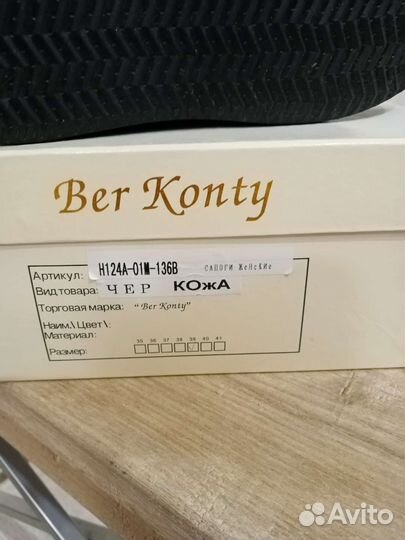 Ber Konty
Артикул: H124A-01M-136B САПОГИ ЖеНсКИе
Вид товара: ЧЕР КОжА
Торговая марка: "Ber Konty"
Наим.\ Цвет\:
Материал:
35 36 37 38 39 40 41
Размер:
Avito